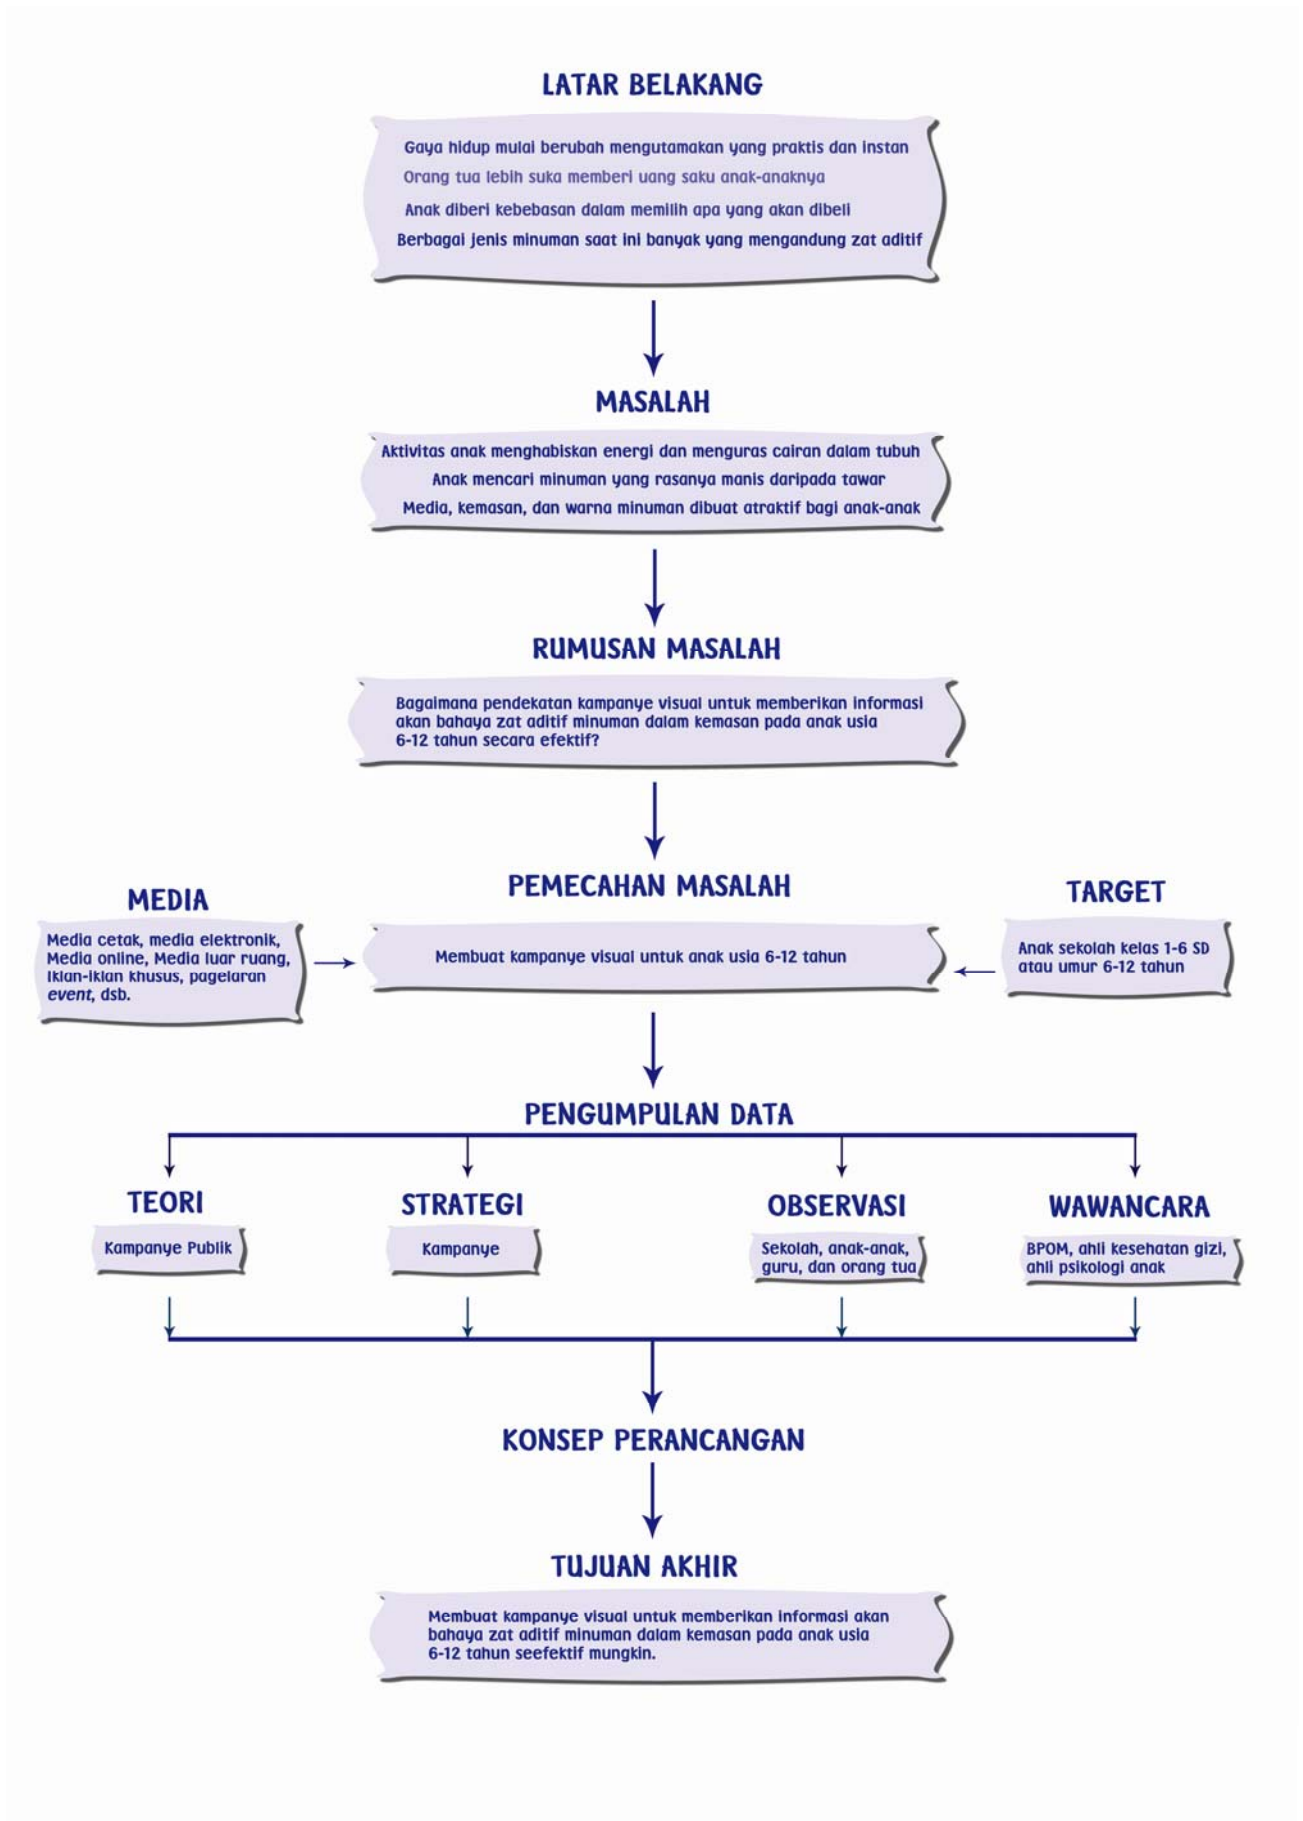 LATAR BELAKANG
Gaya hidup mulai berubah mengutamakan yang praktis dan instan
Orang tua lebih suka memberi uang saku anak-anaknya
Anak diberi kebebasan dalam memilih apa yang akan dibeli
Berbagai jenis minuman saat ini banyak yang mengandung zat aditif
MASALAH
Aktivitas anak menghabiskan energi dan menguras cairan dalam tubuh
Anak mencari minuman yang rasanya manis daripada tawar
Media, kemasan, dan warna minuman dibuat atraktif bagi anak-anak
RUMUSAN MASALAH
Bagaimana pendekatan kampanye visual untuk memberikan informasi
akan bahaya zat aditif minuman dalam kemasan pada anak usia
6-12 tahun secara efektif?
PEMECAHAN MASALAH
Membuat kampanye visual untuk anak usia 6-12 tahun
MEDIA
Media cetak, media elektronik,
Media online, Media luar ruang,
Iklan-iklan khusus, pagelaran
event, dsb.
TARGET
Anak sekolah kelas 1-6 SD
atau umur 6-12 tahun
PENGUMPULAN DATA
TEORI
Kampanye Publik
STRATEGI
Kampanye
OBSERVASI
Sekolah, anak-anak,
guru, dan orang tua
WAWANCARA
BPOM, ahli kesehatan gizi,
ahli psikologi anak
KONSEP PERANCANGAN
TUJUAN AKHIR
Membuat kampanye visual untuk memberikan informasi akan
bahaya zat aditif minuman dalam kemasan pada anak usia
6-12 tahun seefektif mungkin.